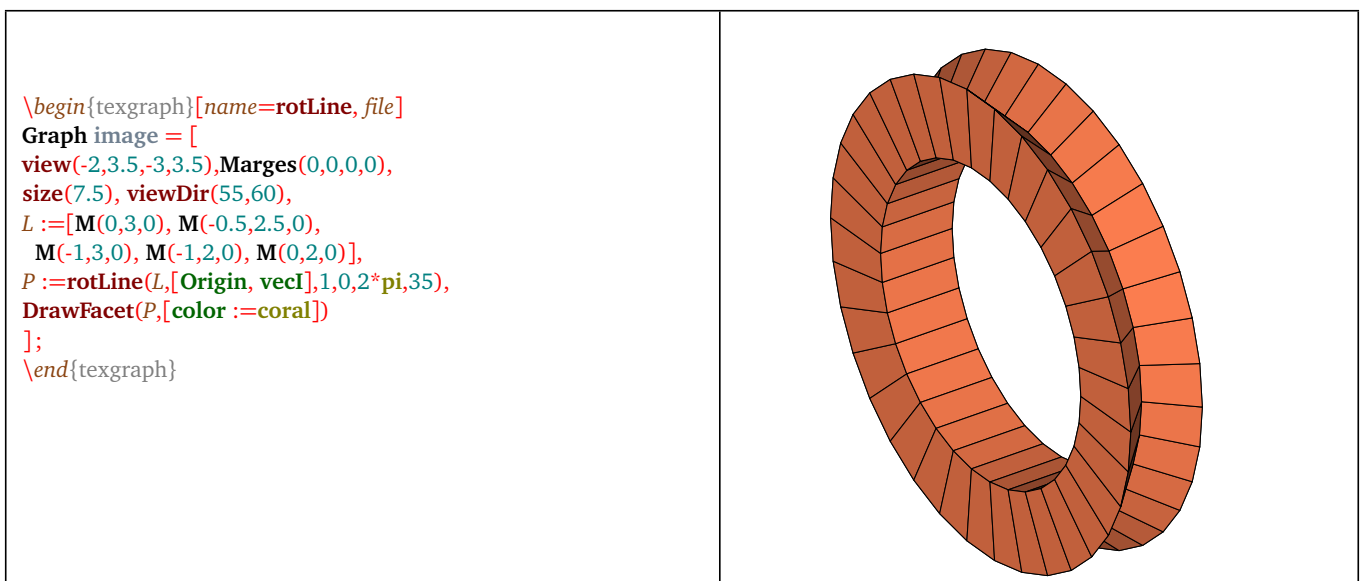 \begin{texgraph}[name=rotLine, file]
Graph image = [
view(-2,3.5,-3,3.5),Marges(0,0,0,0),
size(7.5), viewDir(55,60),
L :=[M(0,3,0), M(-0.5,2.5,0),
M(-1,3,0), M(-1,2,0), M(0,2,0)],
P :=rotLine(L,[Origin, vecI],1,0,2*pi,35),
DrawFacet(P,[color :=coral])
];
\end{texgraph}